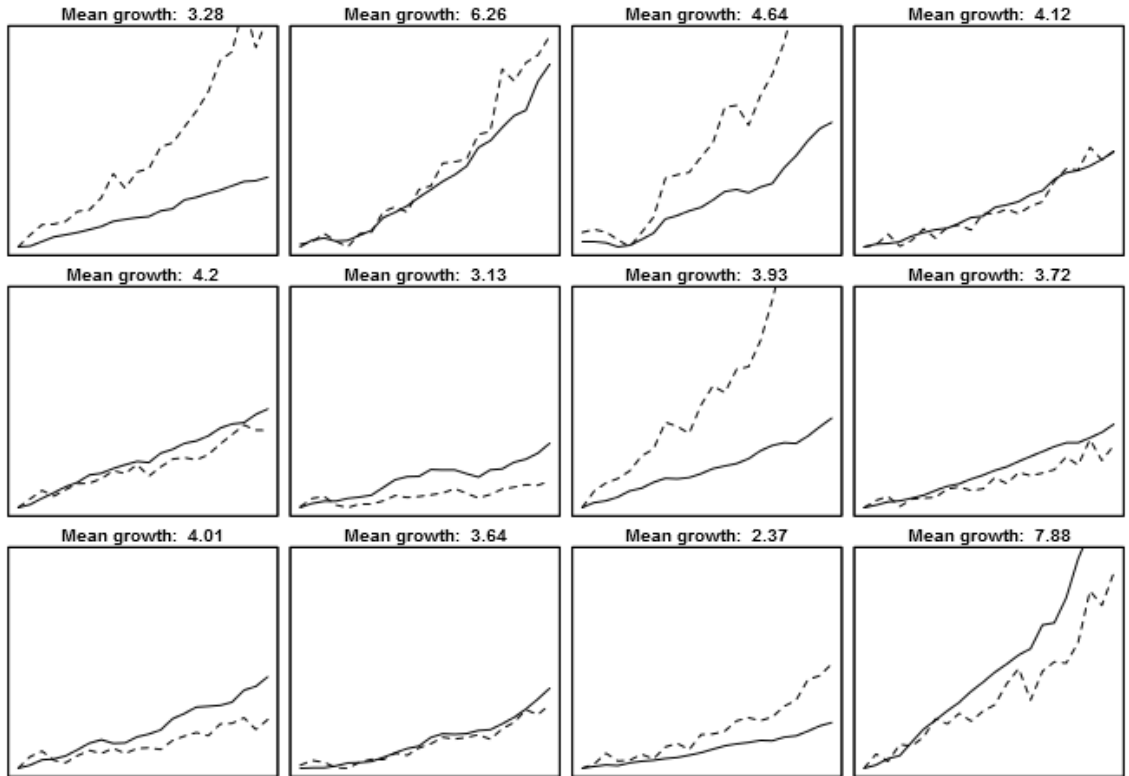 Mean growth: 3.28
Mean growth: 6.26
Mean growth: 4.64
Mean growth: 4.12
Mean growth: 4.2
Mean growth: 3.13
Mean growth: 3.93
Mean growth: 3.72
Mean growth: 4.01
Mean growth: 3.64
Mean growth: 2.37
Mean growth: 7.88